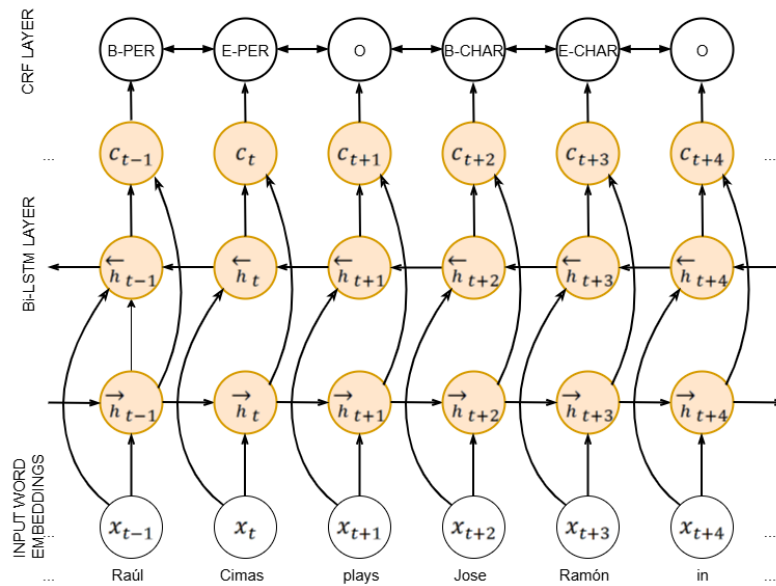 CRF LAYER
B-PER E-PER O B-CHAR E-CHAR O
... c t−1 c t c t+1 c t+2 c t+3 c t+4 ...
Bi-LSTM LAYER
←h t−1 ←h t ←h t+1 ←h t+2 ←h t+3 ←h t+4
→h t−1 →h t →h t+1 →h t+2 →h t+3 →h t+4
INPUT WORD
EMBEDDINGS
... x t−1 x t x t+1 x t+2 x t+3 x t+4 ...
... Raúl Cimas plays Jose Ramón in ...